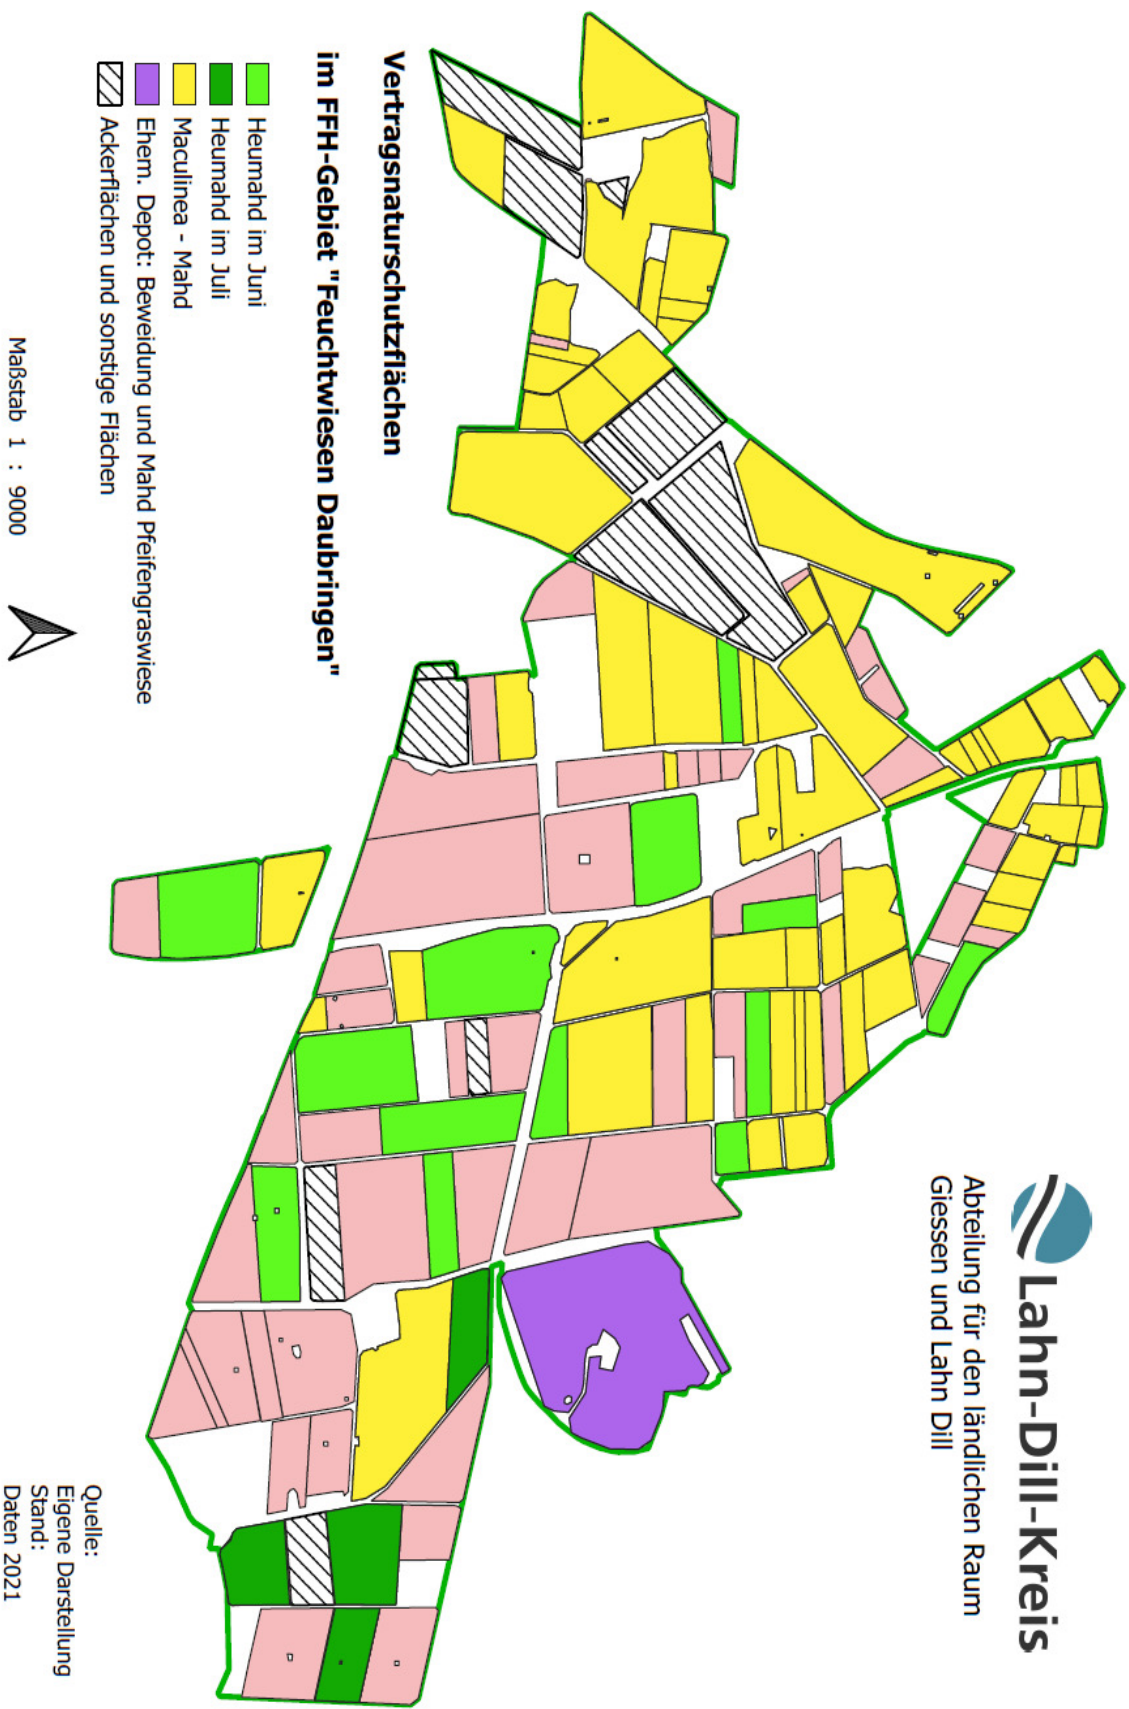 Lahn-Dill-Kreis
Abteilung für den ländlichen Raum
Giessen und Lahn Dill
Vertragsnaturschutzflächen
im FFH-Gebiet "Feuchtwiesen Daubringen"
Heumahd im Juni
Heumahd im Juli
Maculinea - Mahd
Ehem. Depot: Beweidung und Mahd Pfeifengraswiese
Ackerflächen und sonstige Flächen
Maßstab 1 : 9000
Quelle:
Eigene Darstellung
Stand:
Daten 2021